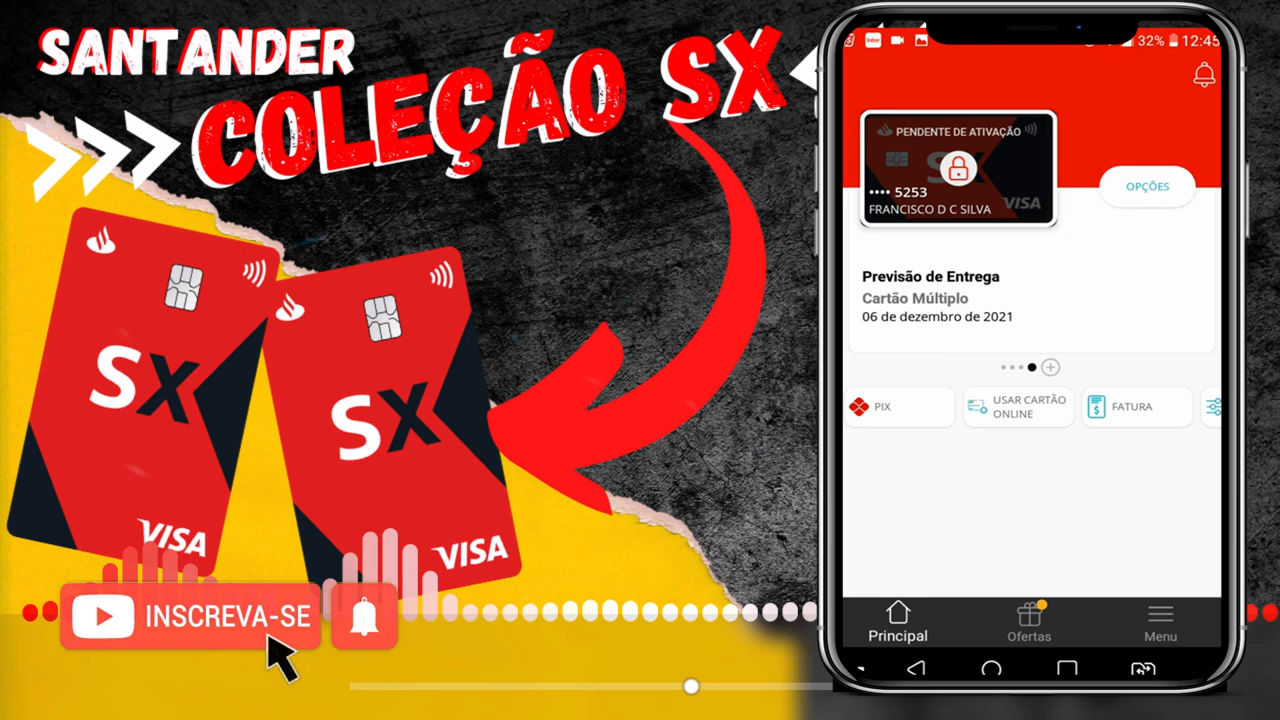 SANTANDER
COLEÇÃO SX
SX
VISA
SX
VISA
INSCREVA-SE
inter
32% 12:45
PENDENTE DE ATIVAÇÃO
SX
•••• 5253
VISA
FRANCISCO D C SILVA
OPÇÕES
Previsão de Entrega
Cartão Múltiplo
06 de dezembro de 2021
PIX
USAR CARTÃO
ONLINE
FATURA
Principal
Ofertas
Menu